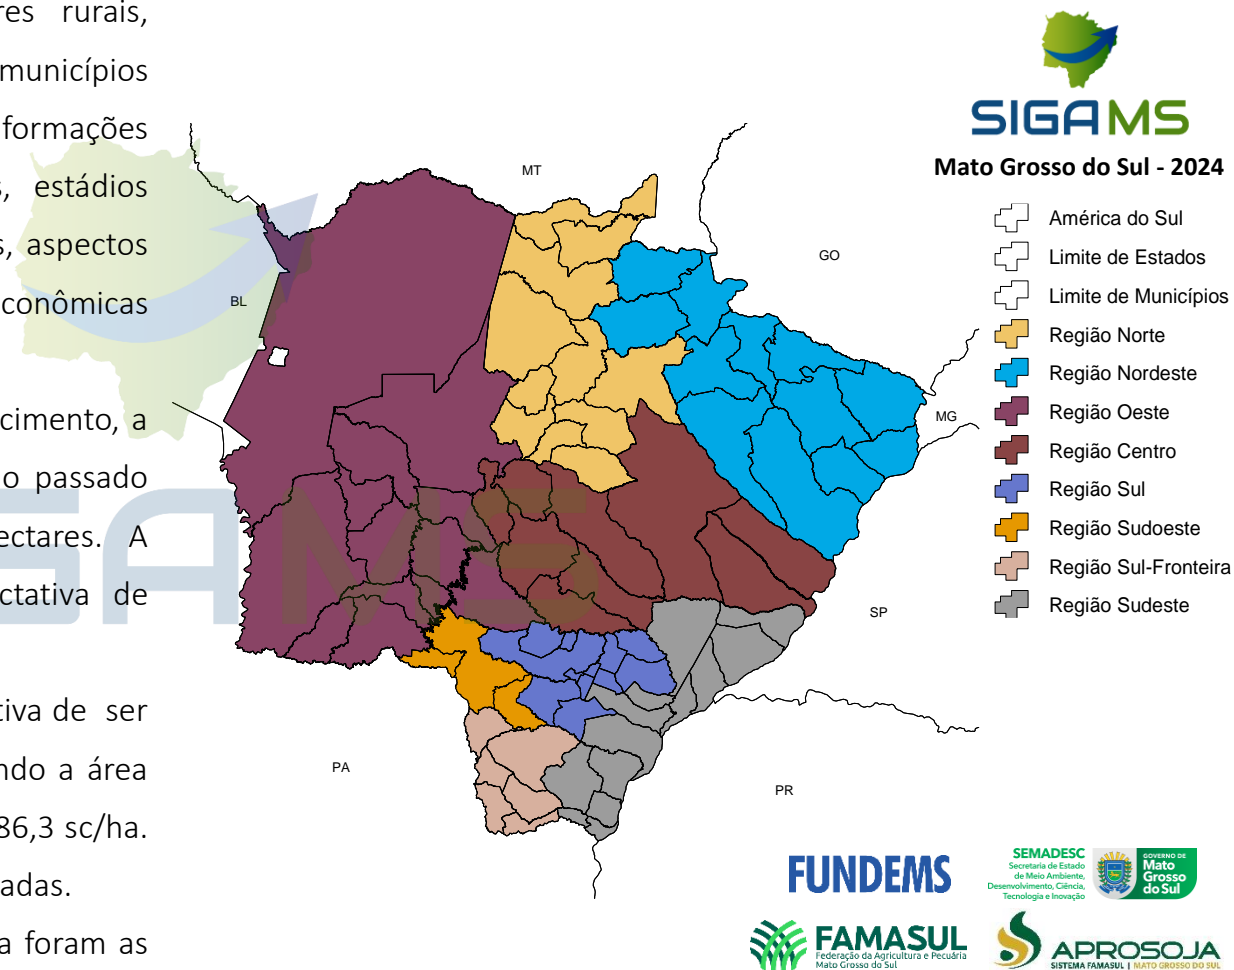 res rurais,
municípios
formações
s, estádios
s, aspectos
conômicas
cimento, a
o passado
ectares. A
ctativa de
tiva de ser
ndo a área
86,3 sc/ha.
adas.
a foram as
SIGAMS
MT
GO
BL
MG
SP
PA
PR
SIGAMS
Mato Grosso do Sul - 2024
América do Sul
Limite de Estados
Limite de Municípios
Região Norte
Região Nordeste
Região Oeste
Região Centro
Região Sul
Região Sudoeste
Região Sul-Fronteira
Região Sudeste
FUNDEMS
SEMADESC
Secretaria de Estado
de Meio Ambiente,
Desenvolvimento, Ciência,
Tecnologia e Inovação
GOVERNO DE
Mato
Grosso
do Sul
FAMASUL
Federação da Agricultura e Pecuária
Mato Grosso do Sul
APROSOJA
SISTEMA FAMASUL | MATO GROSSO DO SUL